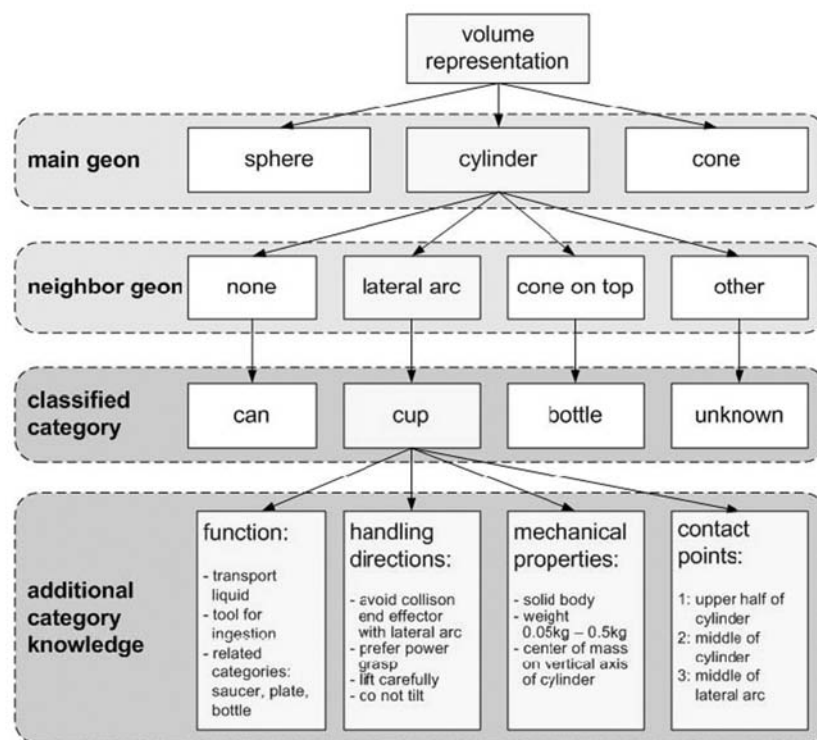 volume
representation
main geon
sphere
cylinder
cone
neighbor geon
none
lateral arc
cone on top
other
classified
category
can
cup
bottle
unknown
additional
category
knowledge
function:
- transport
liquid
- tool for
ingestion
- related
categories:
saucer, plate,
bottle
handling
directions:
- avoid collison
end effector
with lateral arc
- prefer power
grasp
- lift carefully
- co not tilt
mechanical
properties:
- solid body
- weight
0.05kg – 0.5kg
- center of mass
on vertical axis
of cylinder
contact
points:
1: upper half of
cylinder
2: middle of
cylinder
3: middle of
lateral arc